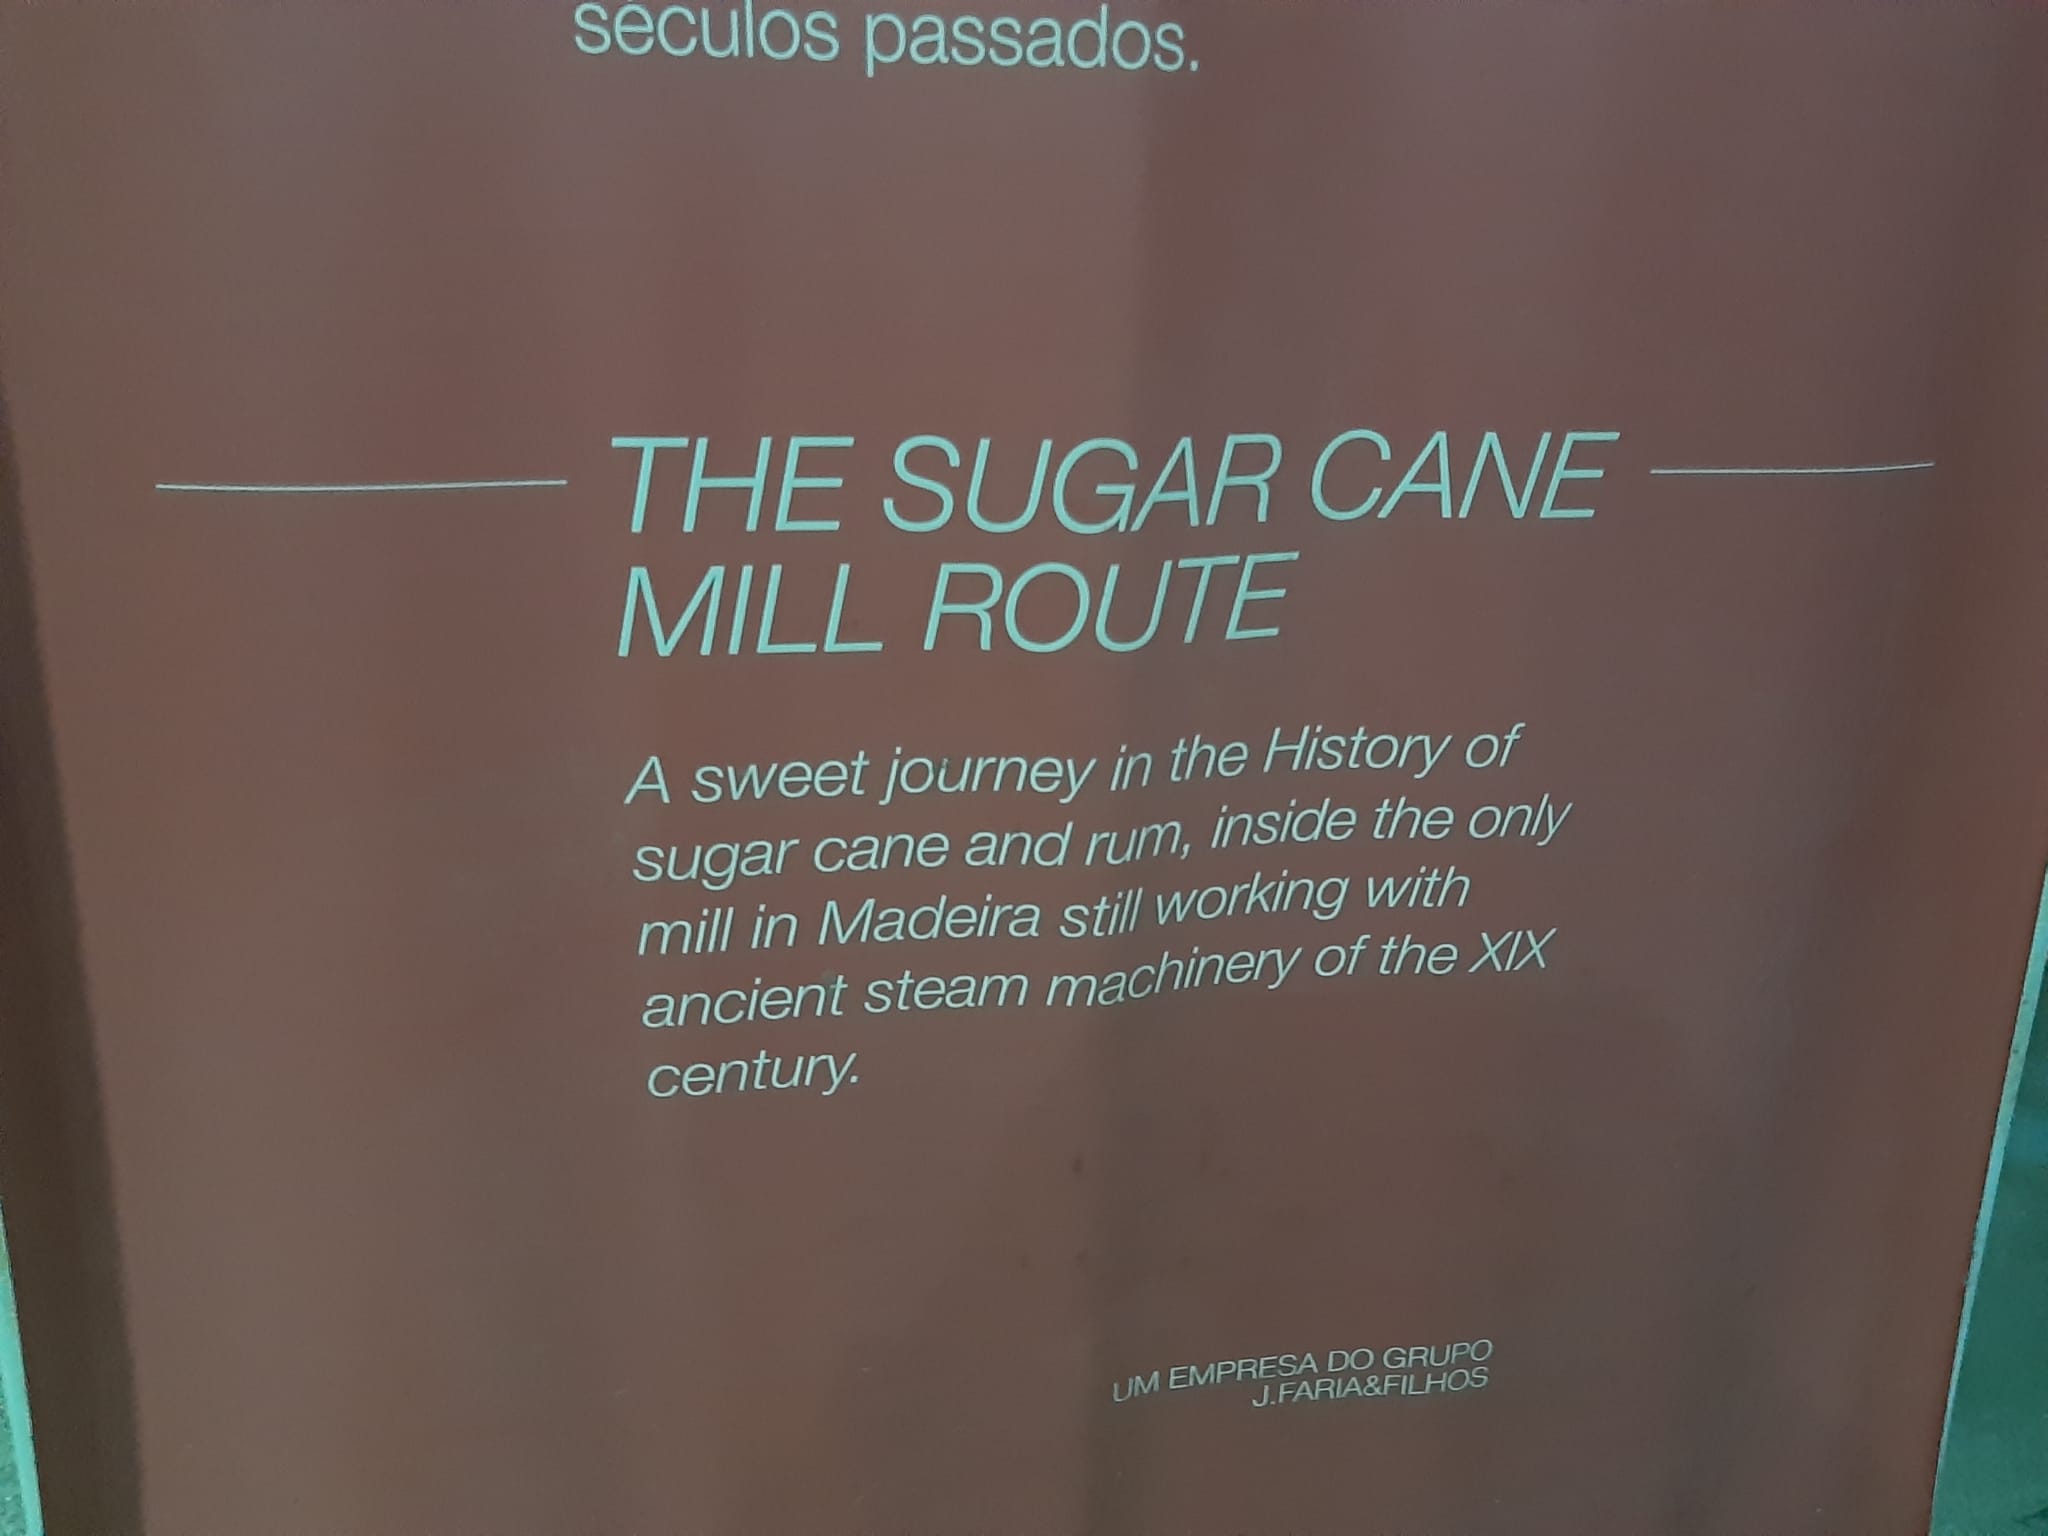 séculos passados.
THE SUGAR CANE
MILL ROUTE
A sweet journey in the History of
sugar cane and rum, inside the only
mill in Madeira still working with
ancient steam machinery of the XIX
century.
UM EMPRESA DO GRUPO
J.FARIA&FILHOS